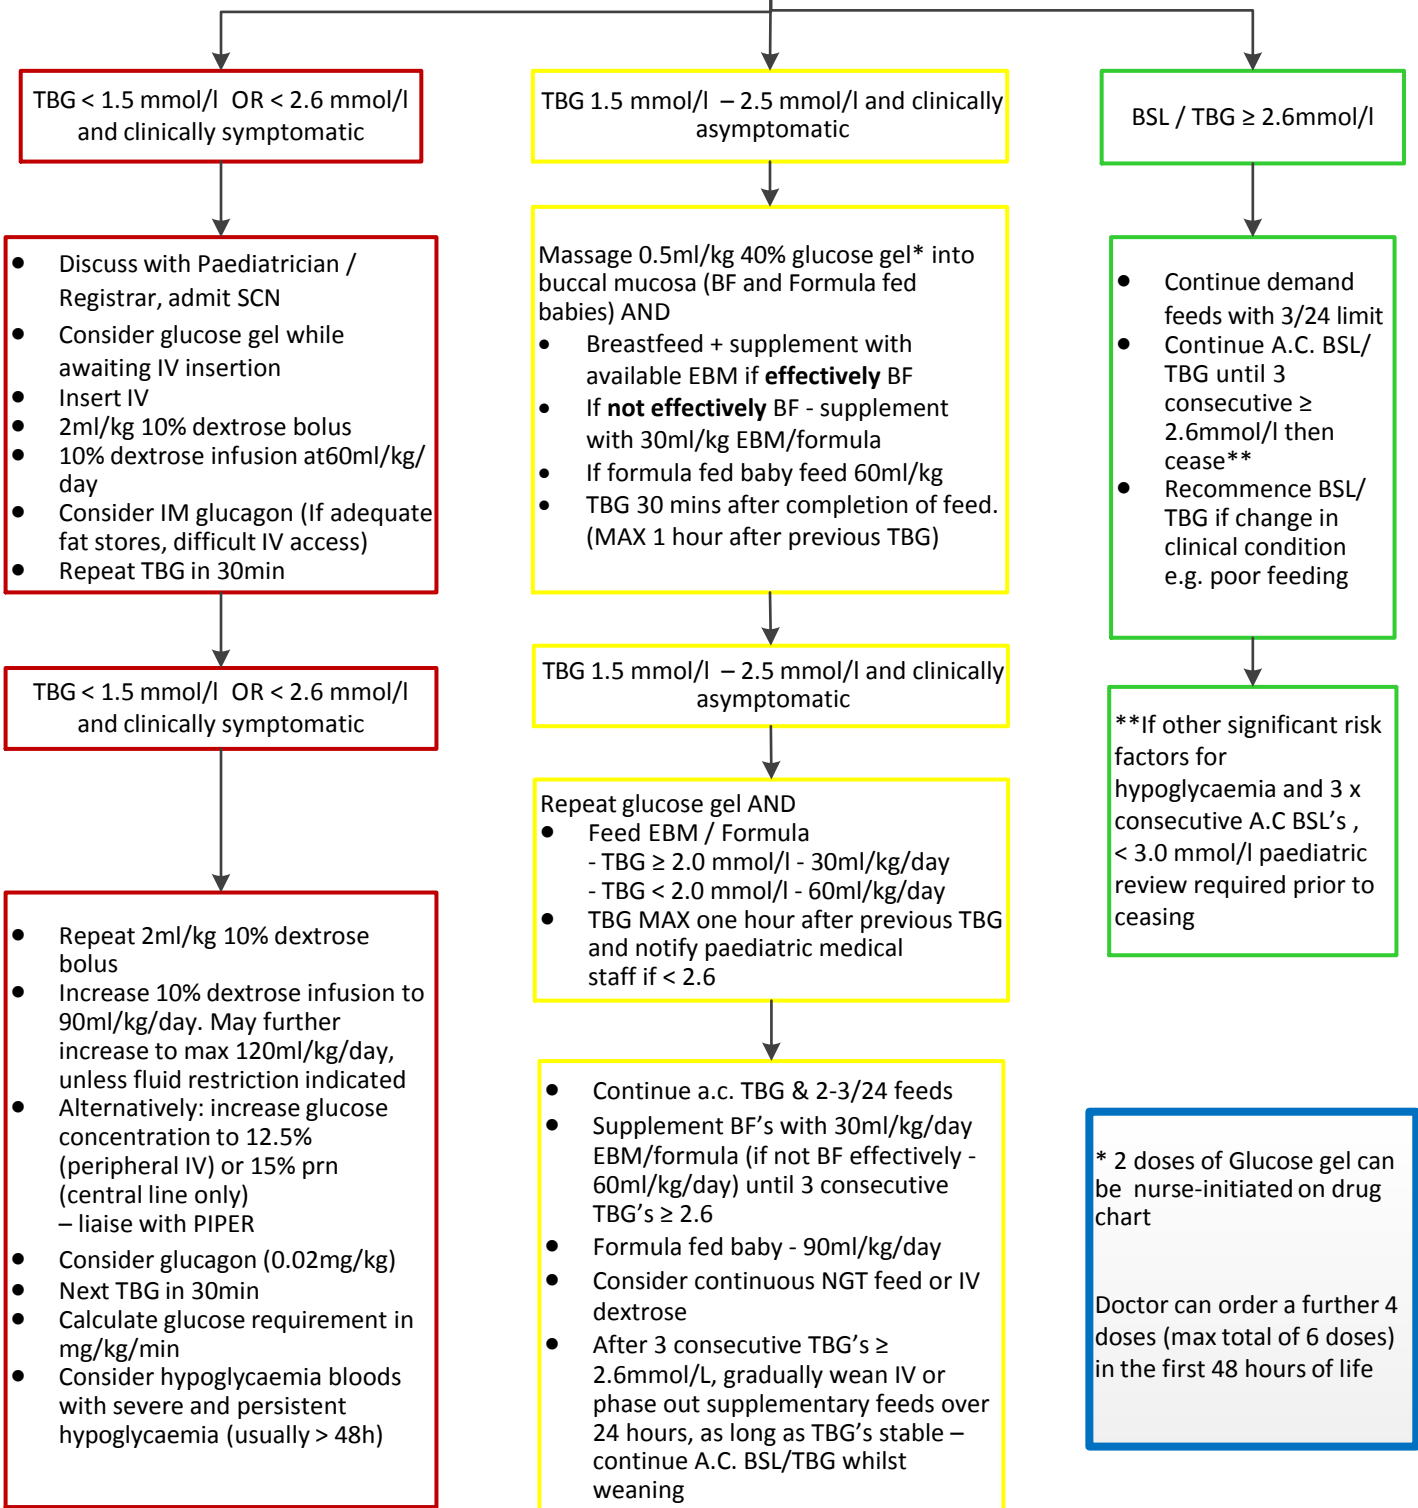 TBG < 1.5 mmol/l  OR < 2.6 mmol/l
and clinically symptomatic
● Discuss with Paediatrician /
Registrar, admit SCN
● Consider glucose gel while
awaiting IV insertion
● Insert IV
● 2ml/kg 10% dextrose bolus
● 10% dextrose infusion at60ml/kg/
day
● Consider IM glucagon (If adequate
fat stores, difficult IV access)
● Repeat TBG in 30min
TBG < 1.5 mmol/l  OR < 2.6 mmol/l
and clinically symptomatic
● Repeat 2ml/kg 10% dextrose
bolus
● Increase 10% dextrose infusion to
90ml/kg/day. May further
increase to max 120ml/kg/day,
unless fluid restriction indicated
● Alternatively: increase glucose
concentration to 12.5%
(peripheral IV) or 15% prn
(central line only)
– liaise with PIPER
● Consider glucagon (0.02mg/kg)
● Next TBG in 30min
● Calculate glucose requirement in
mg/kg/min
● Consider hypoglycaemia bloods
with severe and persistent
hypoglycaemia (usually > 48h)
TBG 1.5 mmol/l  – 2.5 mmol/l and clinically
asymptomatic
Massage 0.5ml/kg 40% glucose gel* into
buccal mucosa (BF and Formula fed
babies) AND
● Breastfeed + supplement with
available EBM if effectively BF
● If not effectively BF - supplement
with 30ml/kg EBM/formula
● If formula fed baby feed 60ml/kg
● TBG 30 mins after completion of feed.
(MAX 1 hour after previous TBG)
TBG 1.5 mmol/l  – 2.5 mmol/l and clinically
asymptomatic
Repeat glucose gel AND
● Feed EBM / Formula
- TBG ≥ 2.0 mmol/l - 30ml/kg/day
- TBG < 2.0 mmol/l - 60ml/kg/day
● TBG MAX one hour after previous TBG
and notify paediatric medical
staff if < 2.6
● Continue a.c. TBG & 2-3/24 feeds
● Supplement BF’s with 30ml/kg/day
EBM/formula (if not BF effectively -
60ml/kg/day) until 3 consecutive
TBG’s ≥ 2.6
● Formula fed baby - 90ml/kg/day
● Consider continuous NGT feed or IV
dextrose
● After 3 consecutive TBG’s ≥
2.6mmol/L, gradually wean IV or
phase out supplementary feeds over
24 hours, as long as TBG’s stable –
continue A.C. BSL/TBG whilst
weaning
BSL / TBG ≥ 2.6mmol/l
● Continue demand
feeds with 3/24 limit
● Continue A.C. BSL/
TBG until 3
consecutive ≥
2.6mmol/l then
cease**
● Recommence BSL/
TBG if change in
clinical condition
e.g. poor feeding
**If other significant risk
factors for
hypoglycaemia and 3 x
consecutive A.C BSL’s ,
< 3.0 mmol/l paediatric
review required prior to
ceasing
* 2 doses of Glucose gel can
be  nurse-initiated on drug
chart
Doctor can order a further 4
doses (max total of 6 doses)
in the first 48 hours of life